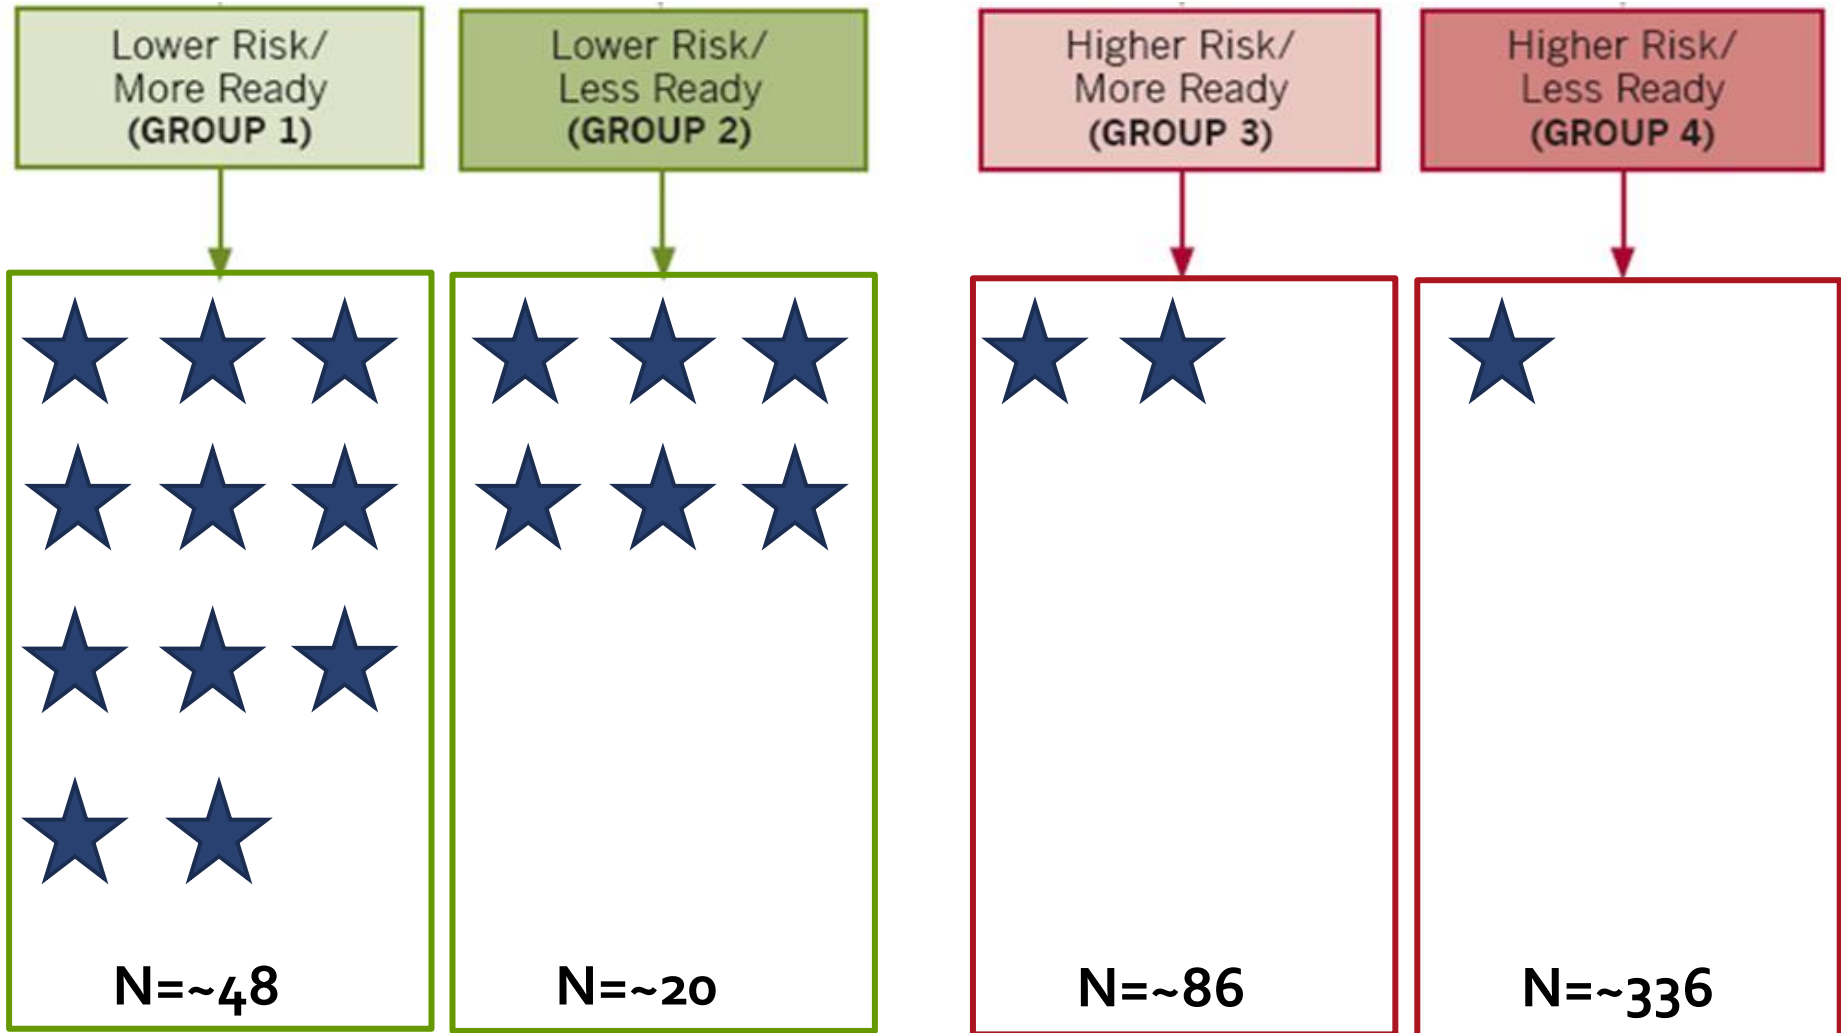 Lower Risk/
More Ready
(GROUP 1)
Lower Risk/
Less Ready
(GROUP 2)
Higher Risk/
More Ready
(GROUP 3)
Higher Risk/
Less Ready
(GROUP 4)
N=~48
N=~20
N=~86
N=~336